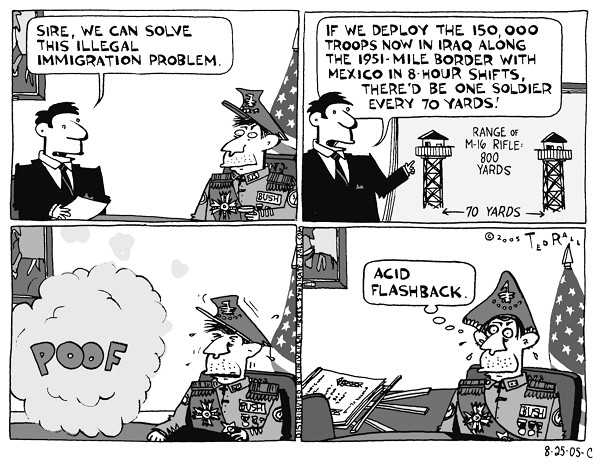 SIRE, WE CAN SOLVE
THIS ILLEGAL
IMMIGRATION PROBLEM.
BUSH
IF WE DEPLOY THE 150,000
TROOPS NOW IN IRAQ ALONG
THE 1951-MILE BORDER WITH
MEXICO IN 8-HOUR SHIFTS,
THERE'D BE ONE SOLDIER
EVERY 70 YARDS!
RANGE OF
M-16 RIFLE:
800
YARDS
70 YARDS
POOF
BUSH
© 2005 TED RALL
ACID
FLASHBACK.
BUSH
8-25-05-C